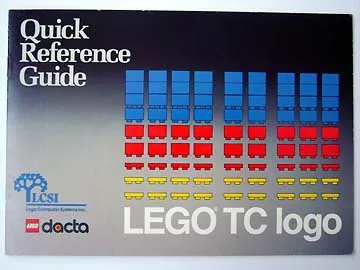 Quick
Reference
Guide
LCSI
Logo Computer Systems Inc.
LEGO dacta
LEGO® TC logo